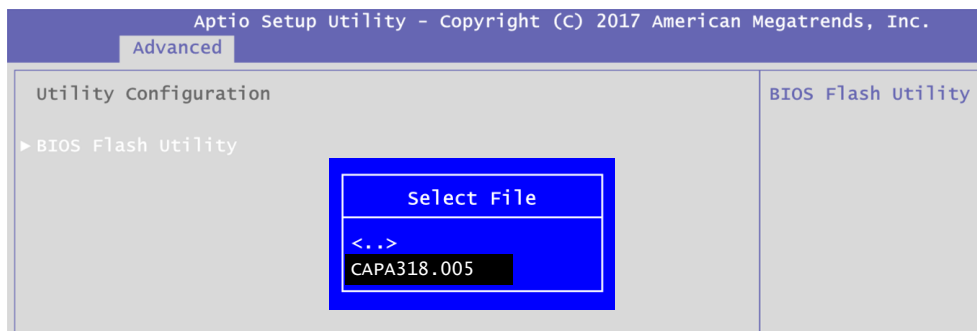 Aptio Setup Utility - Copyright (C) 2017 American Megatrends, Inc.
Advanced
Utility Configuration
BIOS Flash Utility
▶ BIOS Flash Utility
Select File
<..>
CAPA318.005